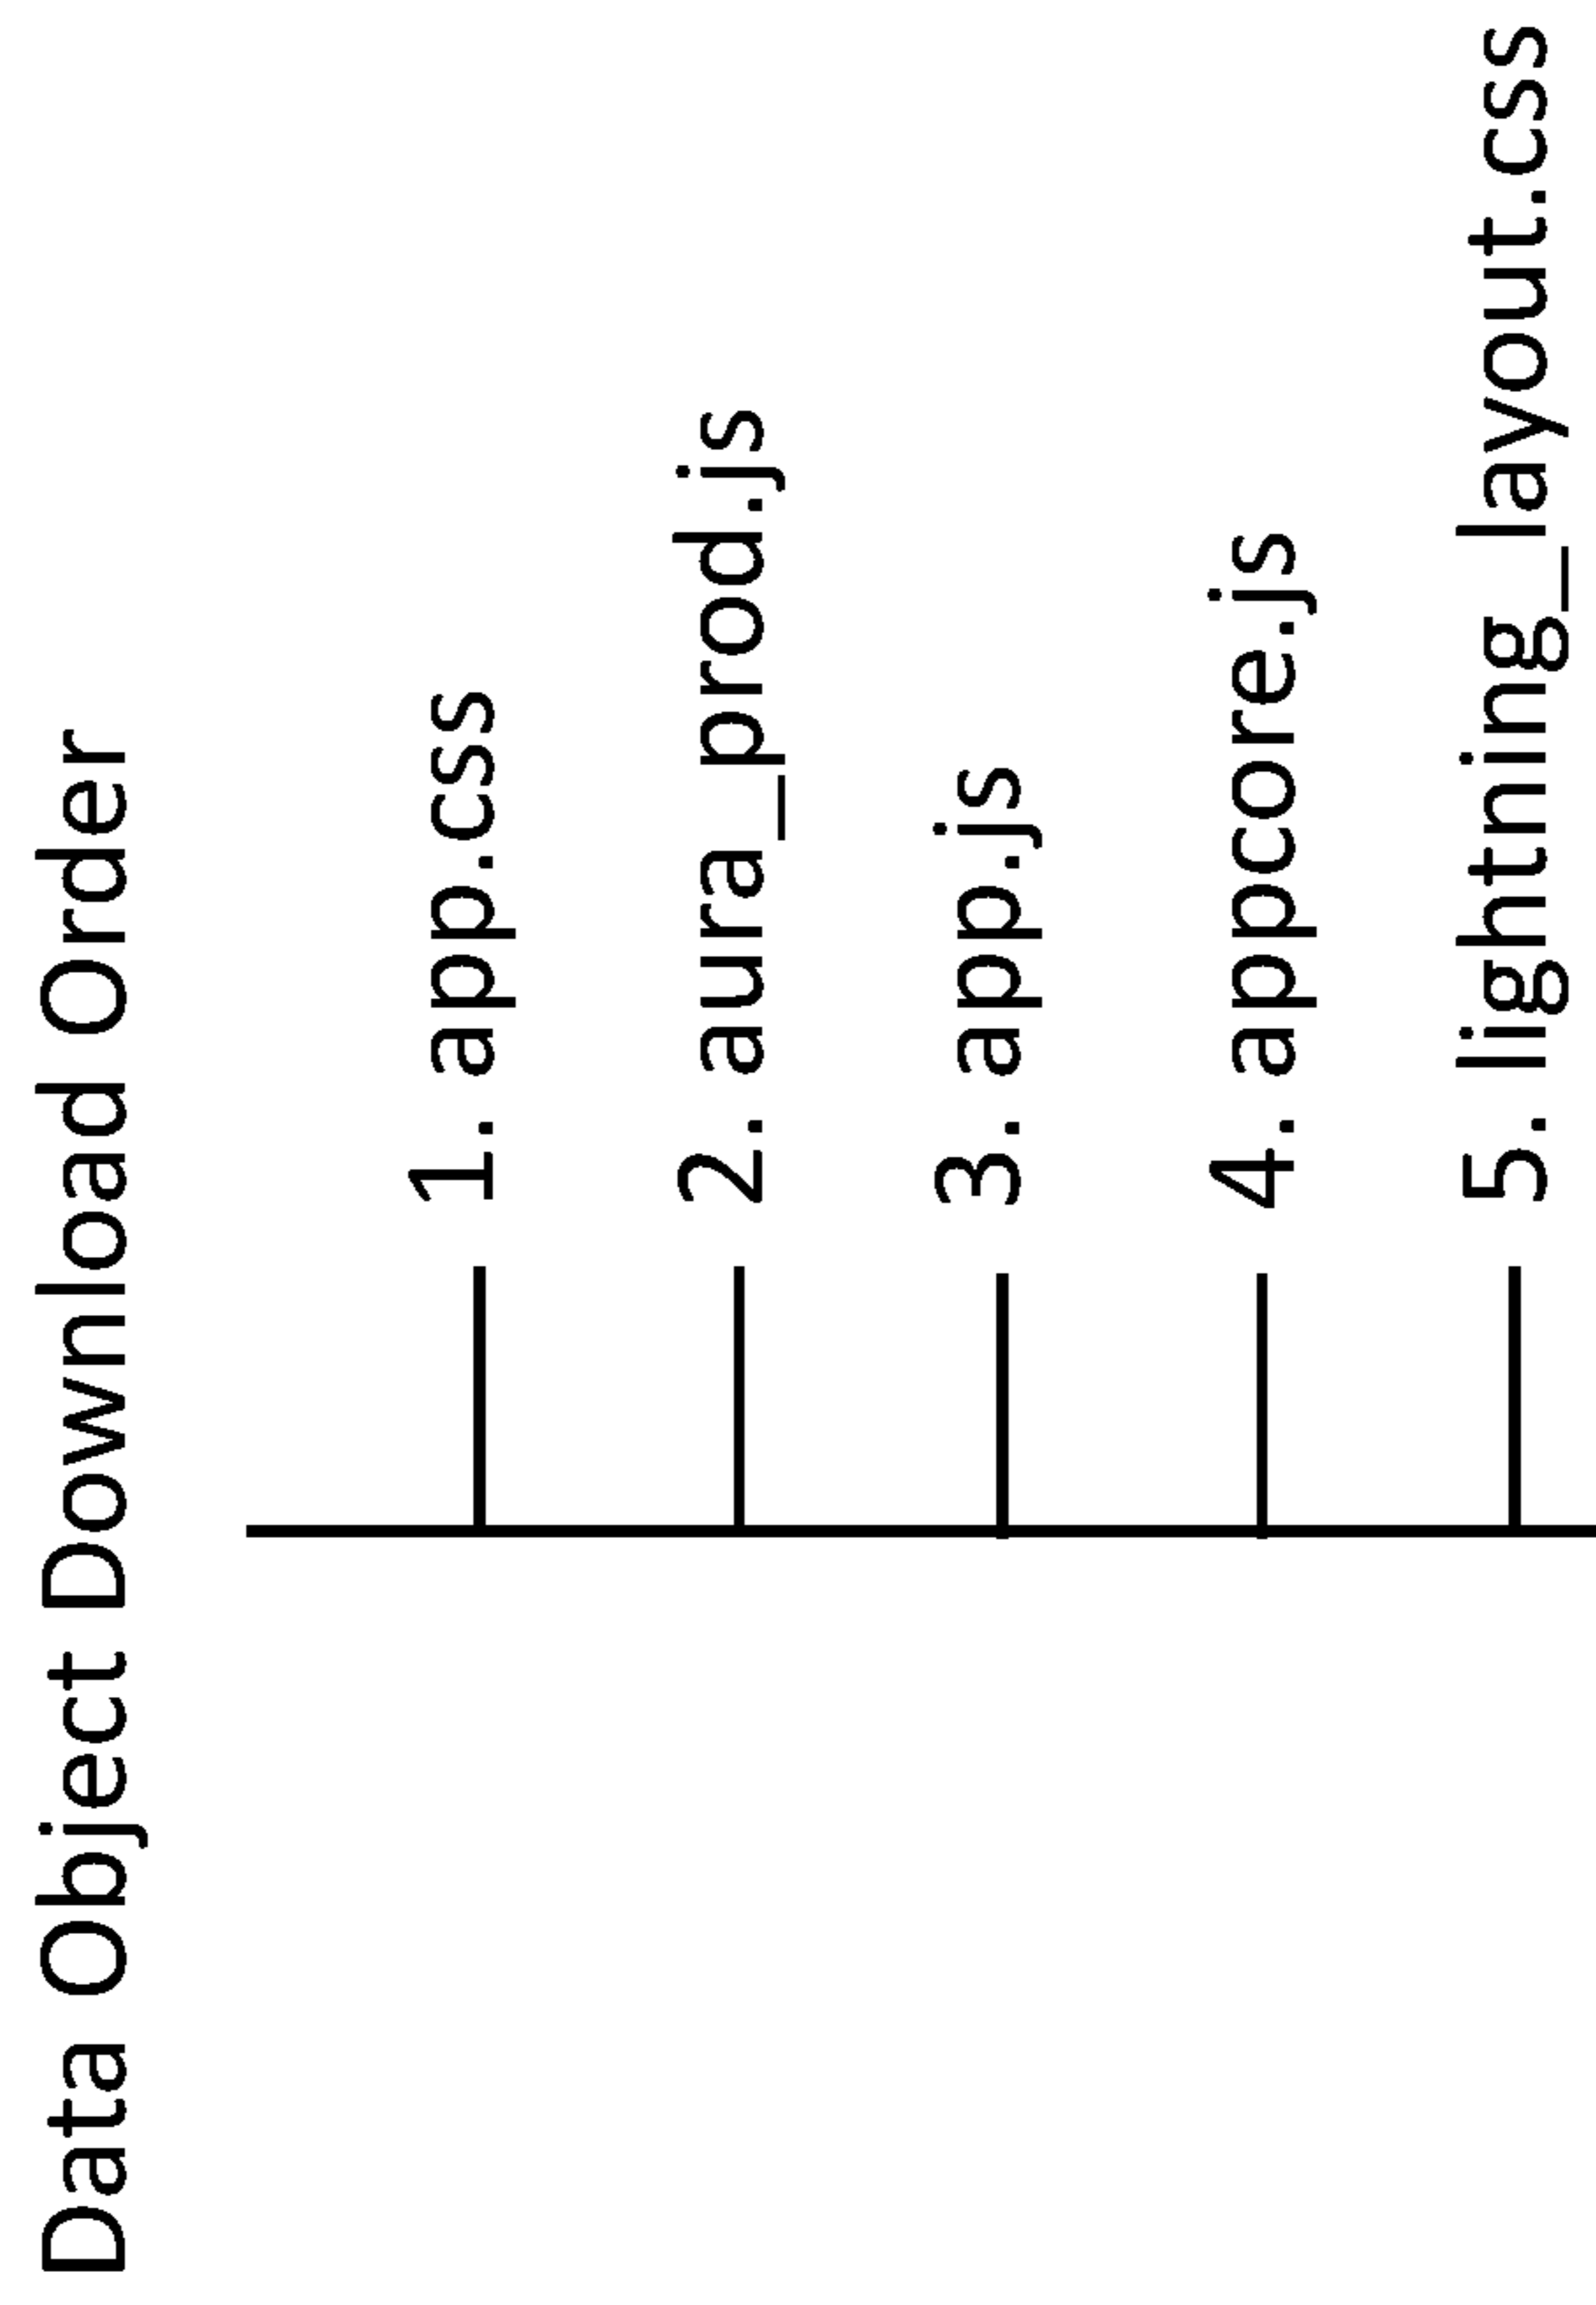 Data Object Download Order
1. app.css
2. aura_prod.js
3. app.js
4. appcore.js
5. lightning_layout.css